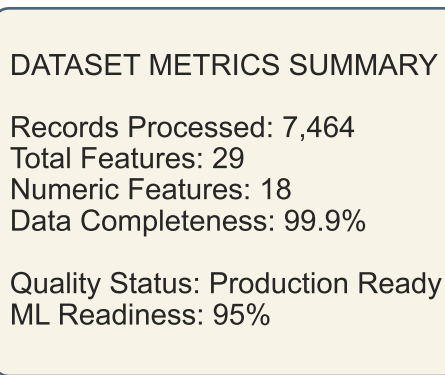 DATASET METRICS SUMMARY
Records Processed: 7,464
Total Features: 29
Numeric Features: 18
Data Completeness: 99.9%
Quality Status: Production Ready
ML Readiness: 95%